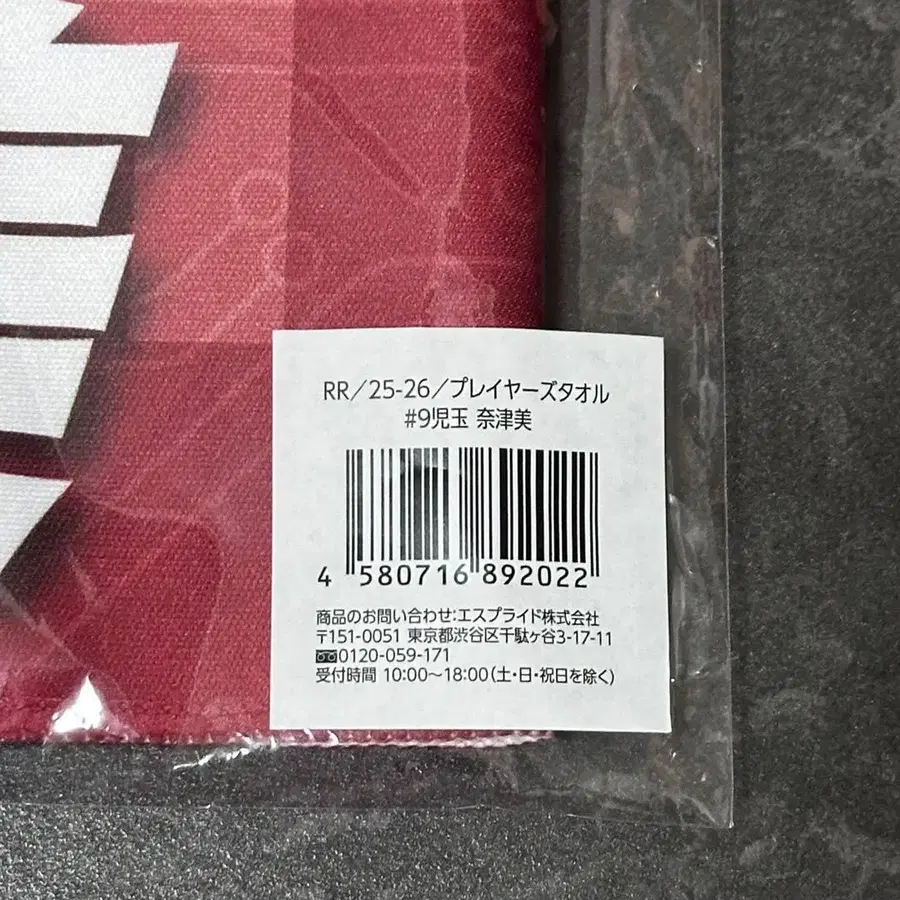 RR／25-26／プレイヤーズタオル
#9児玉 奈津美
4 580716 892022
商品のお問い合わせ:エスプライド株式会社
〒151-0051 東京都渋谷区千駄ヶ谷3-17-11
0120-059-171
受付時間 10:00～18:00(土・日・祝日を除く)